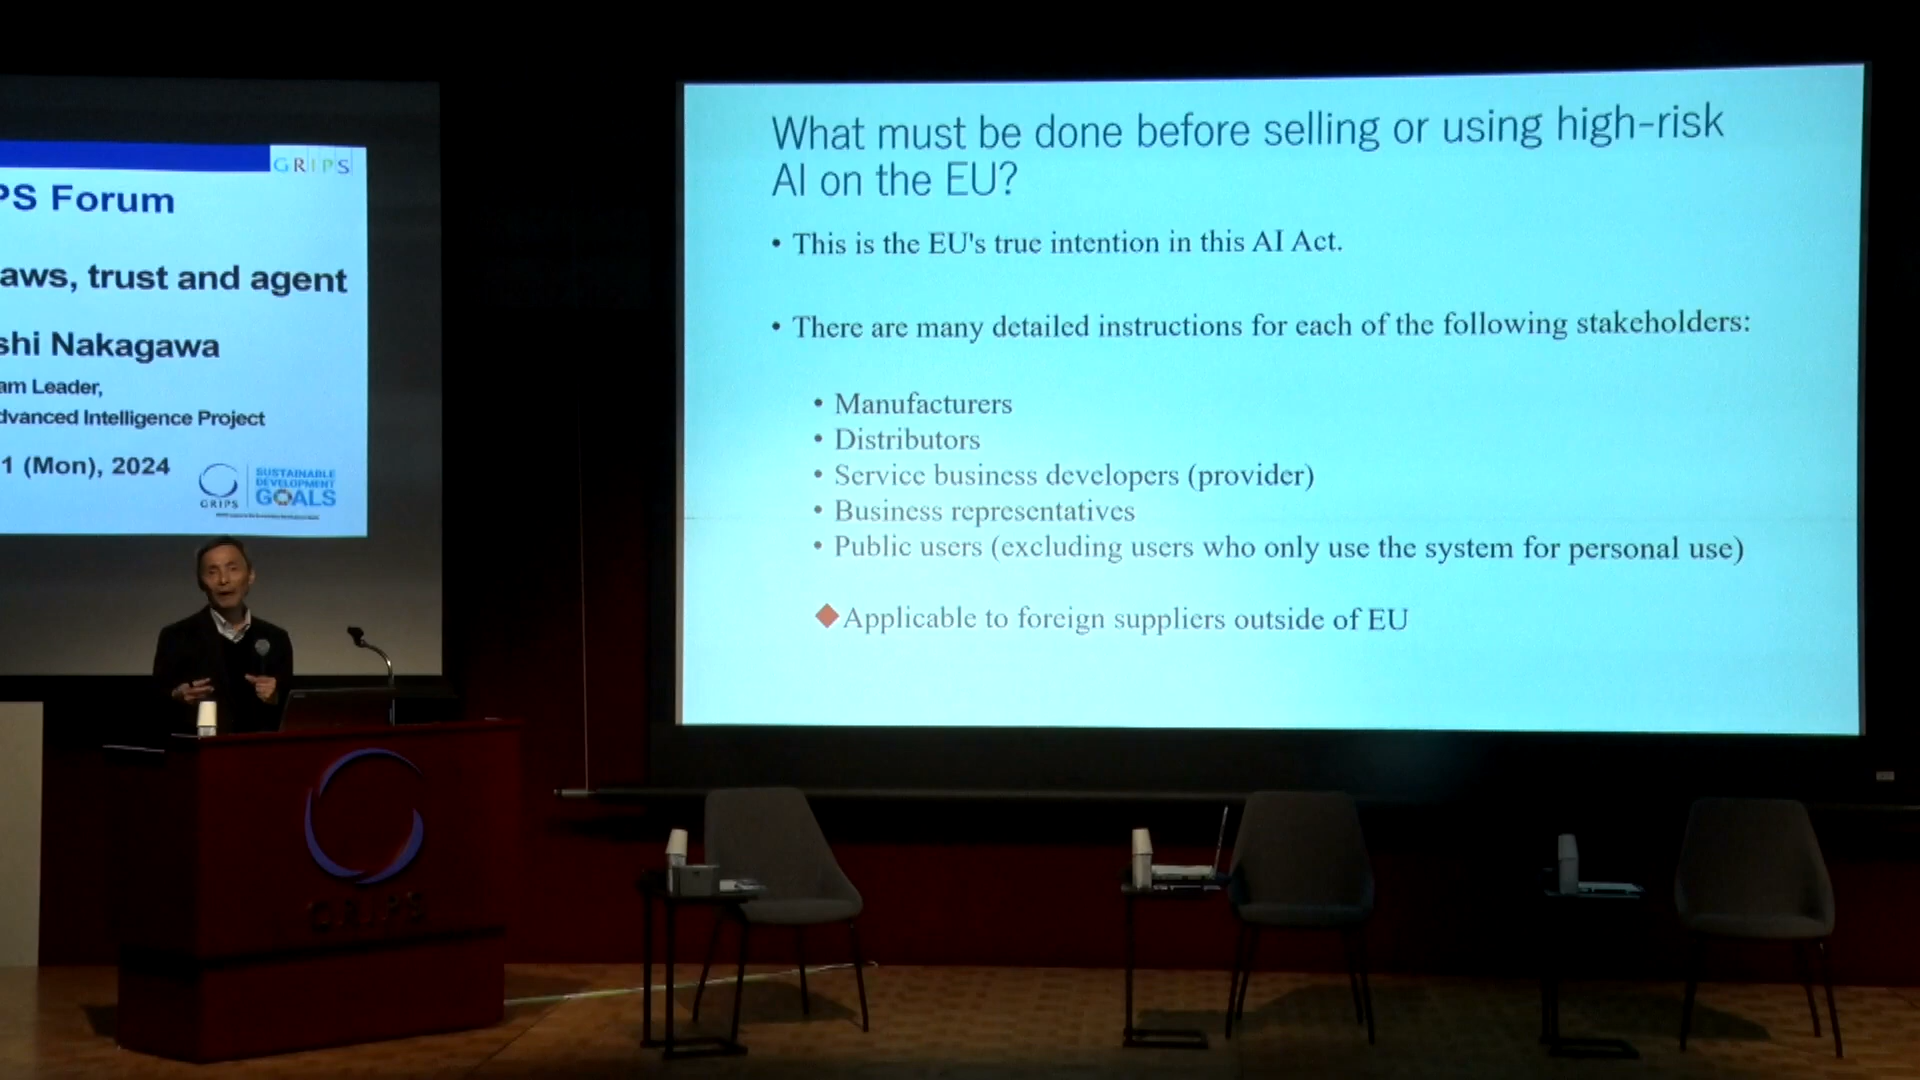 GRIPS
PS Forum
aws, trust and agent
shi Nakagawa
am Leader,
dvanced Intelligence Project
1 (Mon), 2024
GRIPS
SUSTAINABLE
DEVELOPMENT
GOALS
What must be done before selling or using high-risk
AI on the EU?
• This is the EU's true intention in this AI Act.
• There are many detailed instructions for each of the following stakeholders:
• Manufacturers
• Distributors
• Service business developers (provider)
• Business representatives
• Public users (excluding users who only use the system for personal use)
◆Applicable to foreign suppliers outside of EU
GRIPS